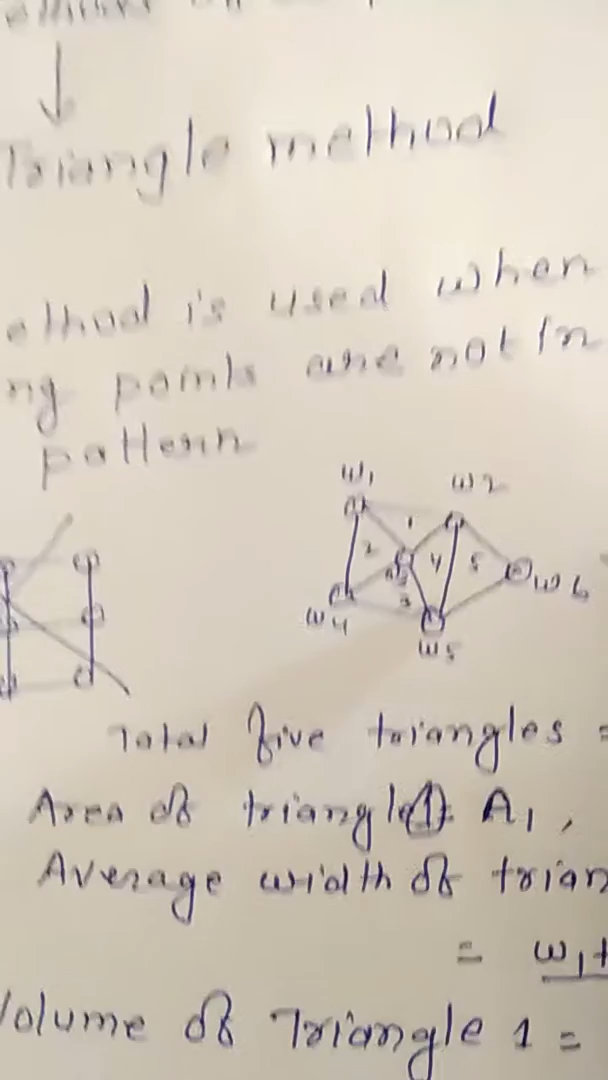 Triangle method
ethod is used when
ng points are not in
pattern
w1 w2
1
2 4 5
w6
3
w4
w5
Total five triangles =
Area of triangle(1) A1,
Average width of trian
= w1+
Volume of Triangle 1 =